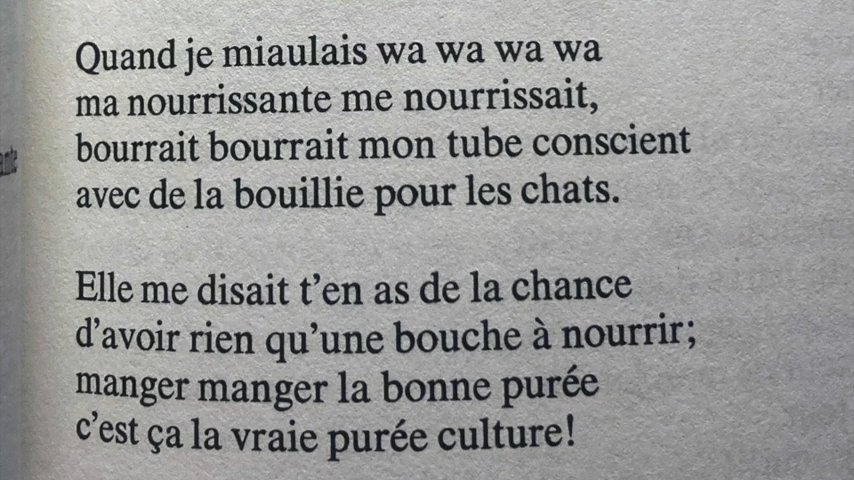 Quand je miaulais wa wa wa wa
ma nourrissante me nourrissait,
bourrait bourrait mon tube conscient
avec de la bouillie pour les chats.
Elle me disait t'en as de la chance
d'avoir rien qu'une bouche à nourrir;
manger manger la bonne purée
c'est ça la vraie purée culture!